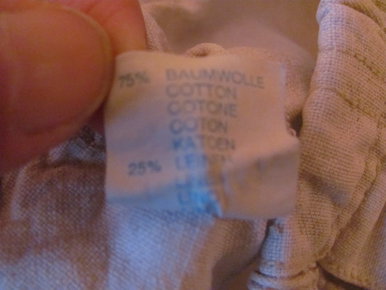 75% BAUMWOLLE
COTTON
COTONE
COTON
KATOEN
25% LEINEN